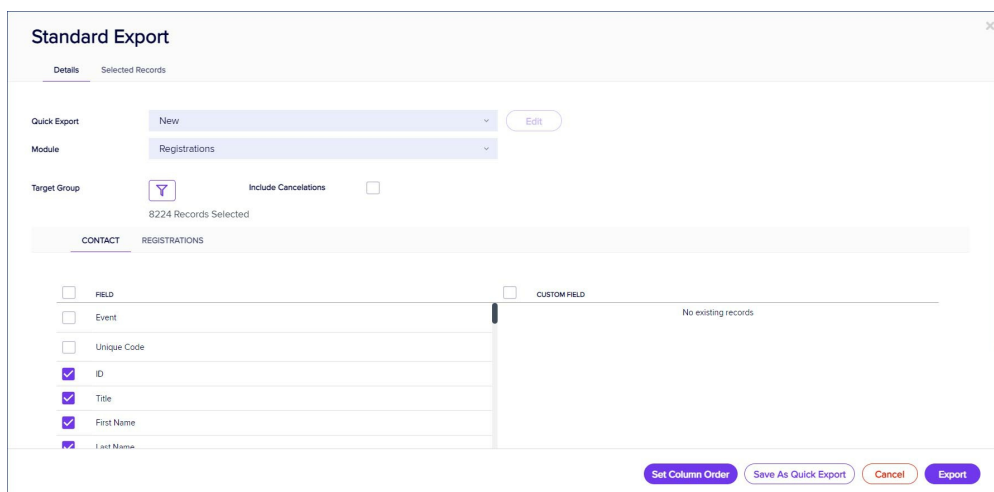 Standard Export
Details Selected Records
Quick Export New Edit
Module Registrations
Target Group Include Cancelations
8224 Records Selected
CONTACT REGISTRATIONS
FIELD CUSTOM FIELD
Event No existing records
Unique Code
ID
Title
First Name
Last Name
Set Column Order Save As Quick Export Cancel Export